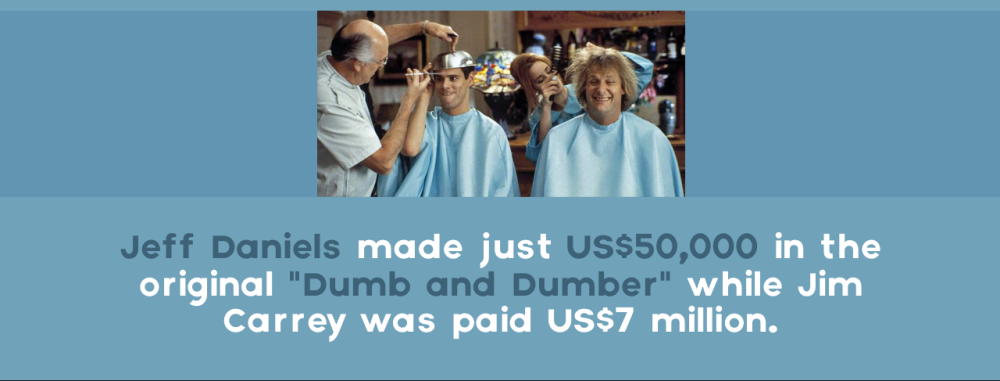 Jeff Daniels made just US$50,000 in the
original "Dumb and Dumber" while Jim
Carrey was paid US$7 million.